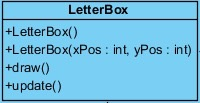 LetterBox
+LetterBox()
+LetterBox(xPos : int, yPos : int)
+draw()
+update()